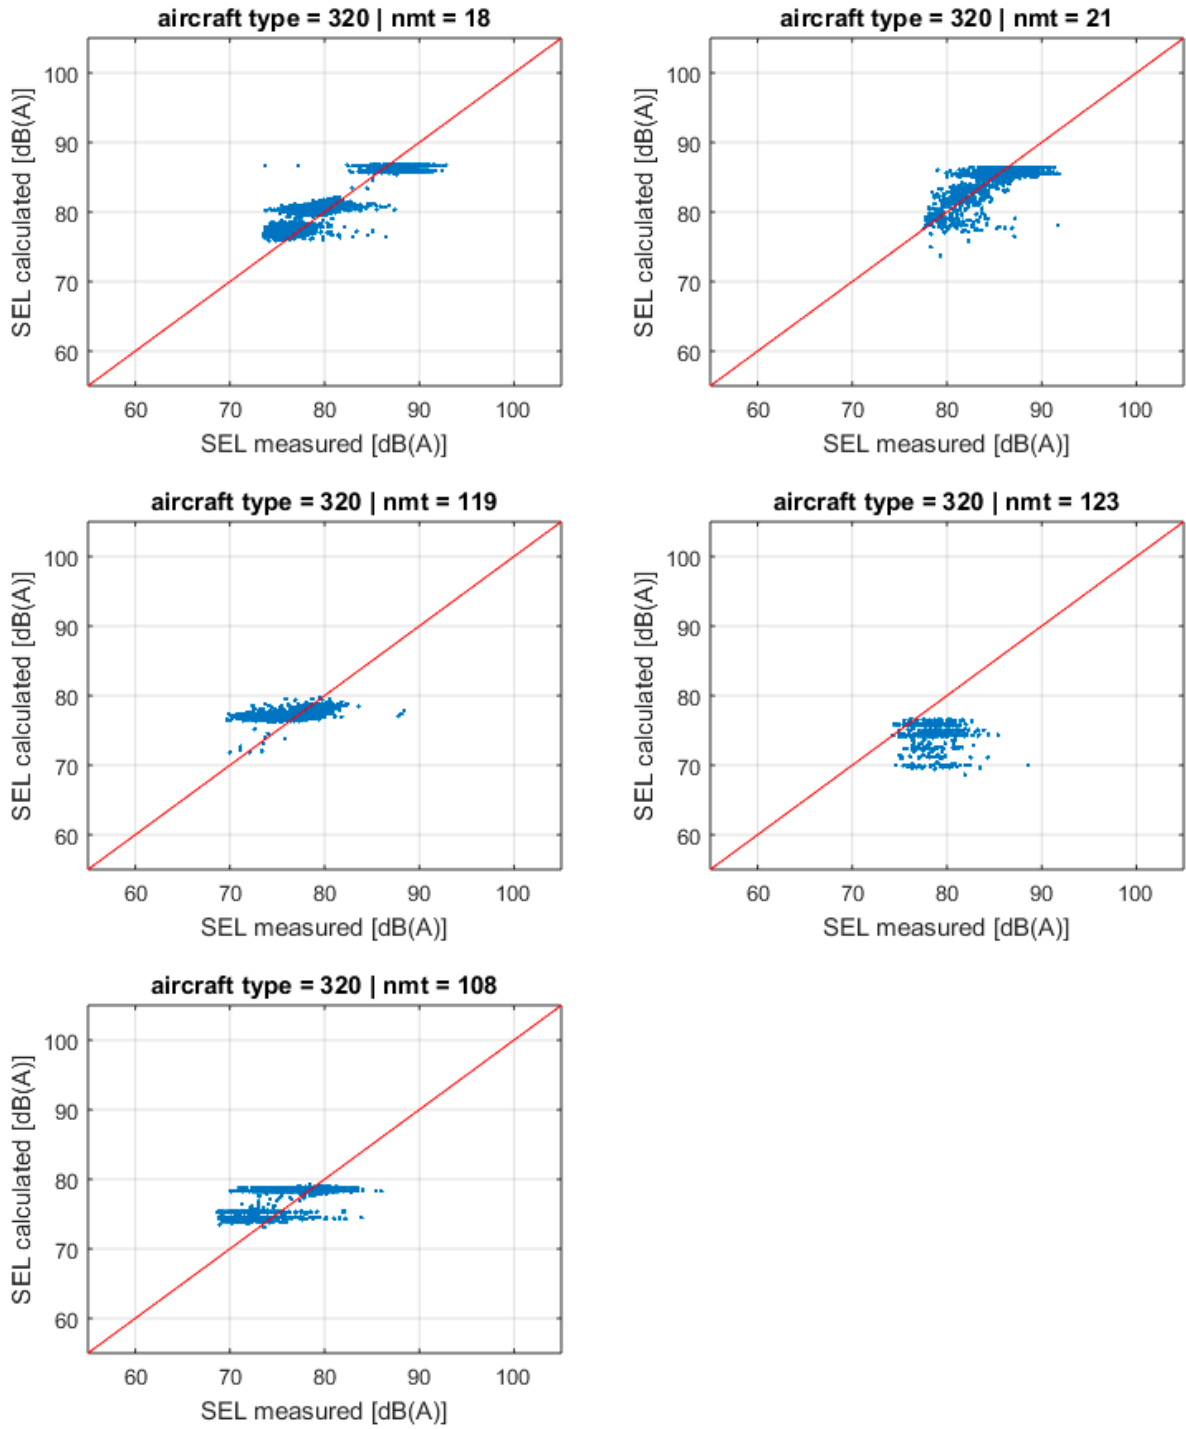 aircraft type = 320 | nmt = 18
100
90
80
70
60
SEL calculated [dB(A)]
60 70 80 90 100
SEL measured [dB(A)]
aircraft type = 320 | nmt = 21
100
90
80
70
60
SEL calculated [dB(A)]
60 70 80 90 100
SEL measured [dB(A)]
aircraft type = 320 | nmt = 119
100
90
80
70
60
SEL calculated [dB(A)]
60 70 80 90 100
SEL measured [dB(A)]
aircraft type = 320 | nmt = 123
100
90
80
70
60
SEL calculated [dB(A)]
60 70 80 90 100
SEL measured [dB(A)]
aircraft type = 320 | nmt = 108
100
90
80
70
60
SEL calculated [dB(A)]
60 70 80 90 100
SEL measured [dB(A)]